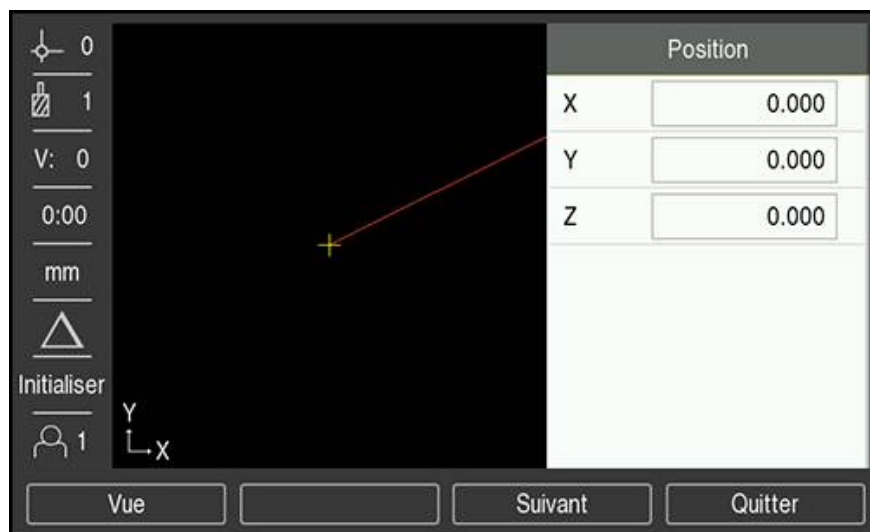 0
1
V: 0
0:00
mm
Initialiser
1
Y
X
Position
X 0.000
Y 0.000
Z 0.000
Vue Suivant Quitter